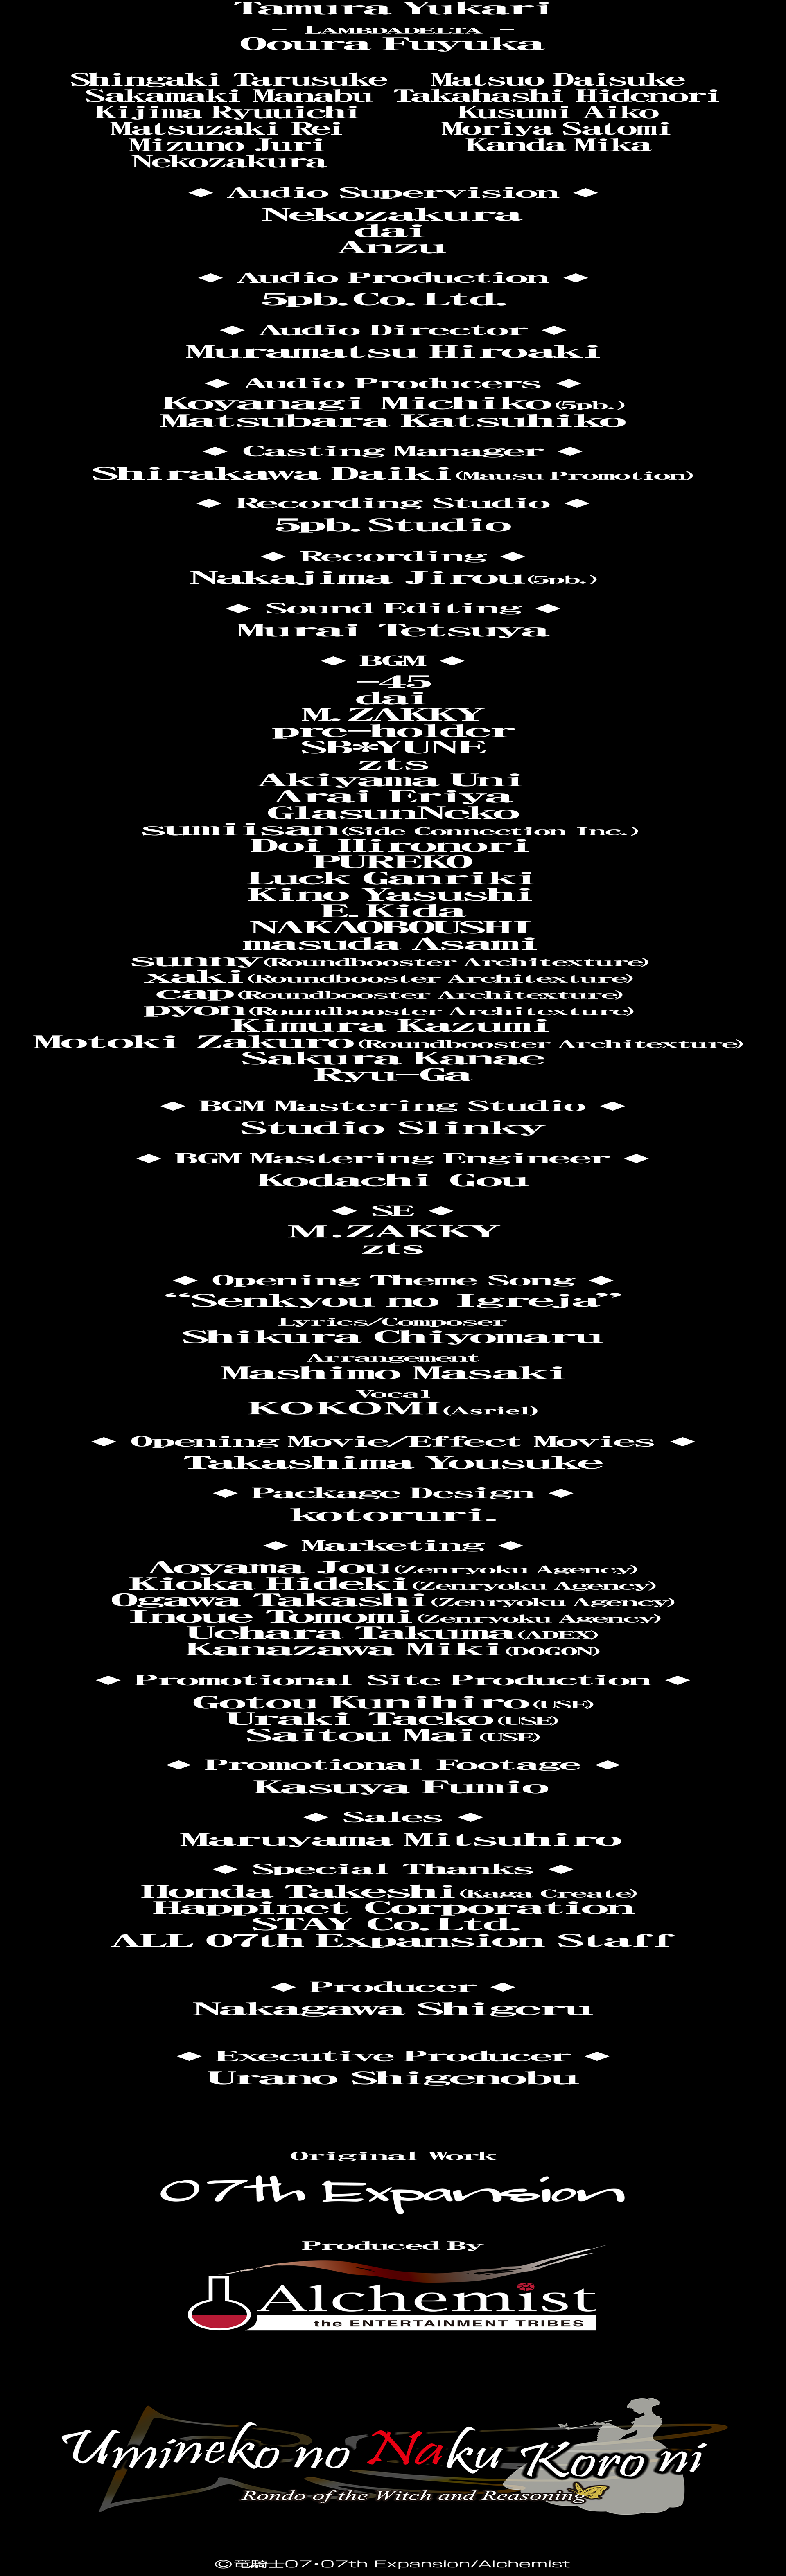 Tamura Yukari
- LAMBDADELTA -
Ooura Fuyuka
Shingaki Tarusuke Matsuo Daisuke
Sakamaki Manabu Takahashi Hidenori
Kijima Ryuuichi Kusumi Aiko
Matsuzaki Rei Moriya Satomi
Mizuno Juri Kanda Mika
Nekozakura
◆ Audio Supervision ◆
Nekozakura
dai
Anzu
◆ Audio Production ◆
5pb.Co.Ltd.
◆ Audio Director ◆
Muramatsu Hiroaki
◆ Audio Producers ◆
Koyanagi Michiko(5pb.)
Matsubara Katsuhiko
◆ Casting Manager ◆
Shirakawa Daiki(Mausu Promotion)
◆ Recording Studio ◆
5pb.Studio
◆ Recording ◆
Nakajima Jirou(5pb.)
◆ Sound Editing ◆
Murai Tetsuya
◆ BGM ◆
-45
dai
M.ZAKKY
pre-holder
SB*YUNE
zts
Akiyama Uni
Arai Eriya
GlasunNeko
sumiisan(Side Connection Inc.)
Doi Hironori
PUREKO
Luck Ganriki
Kino Yasushi
E.Kida
NAKAOBOUSHI
masuda Asami
sunny(Roundbooster Architexture)
xaki(Roundbooster Architexture)
cap(Roundbooster Architexture)
pyon(Roundbooster Architexture)
Kimura Kazumi
Motoki Zakuro(Roundbooster Architexture)
Sakura Kanae
Ryu-Ga
◆ BGM Mastering Studio ◆
Studio Slinky
◆ BGM Mastering Engineer ◆
Kodachi Gou
◆ SE ◆
M.ZAKKY
zts
◆ Opening Theme Song ◆
“Senkyou no Igreja”
Lyrics/Composer
Shikura Chiyomaru
Arrangement
Mashimo Masaki
Vocal
KOKOMI(Asriel)
◆ Opening Movie/Effect Movies ◆
Takashima Yousuke
◆ Package Design ◆
kotoruri.
◆ Marketing ◆
Aoyama Jou(Zenryoku Agency)
Kioka Hideki(Zenryoku Agency)
Ogawa Takashi(Zenryoku Agency)
Inoue Tomomi(Zenryoku Agency)
Uehara Takuma(ADEX)
Kanazawa Miki(DOGON)
◆ Promotional Site Production ◆
Gotou Kunihiro(USE)
Uraki Taeko(USE)
Saitou Mai(USE)
◆ Promotional Footage ◆
Kasuya Fumio
◆ Sales ◆
Maruyama Mitsuhiro
◆ Special Thanks ◆
Honda Takeshi(Kaga Create)
Happinet Corporation
STAY Co.Ltd.
ALL 07th Expansion Staff
◆ Producer ◆
Nakagawa Shigeru
◆ Executive Producer ◆
Urano Shigenobu
Original Work
07th Expansion
Produced By
Alchemist
the ENTERTAINMENT TRIBES
Umineko no Naku Koro ni
Rondo of the Witch and Reasoning
©竜騎士07・07th Expansion/Alchemist